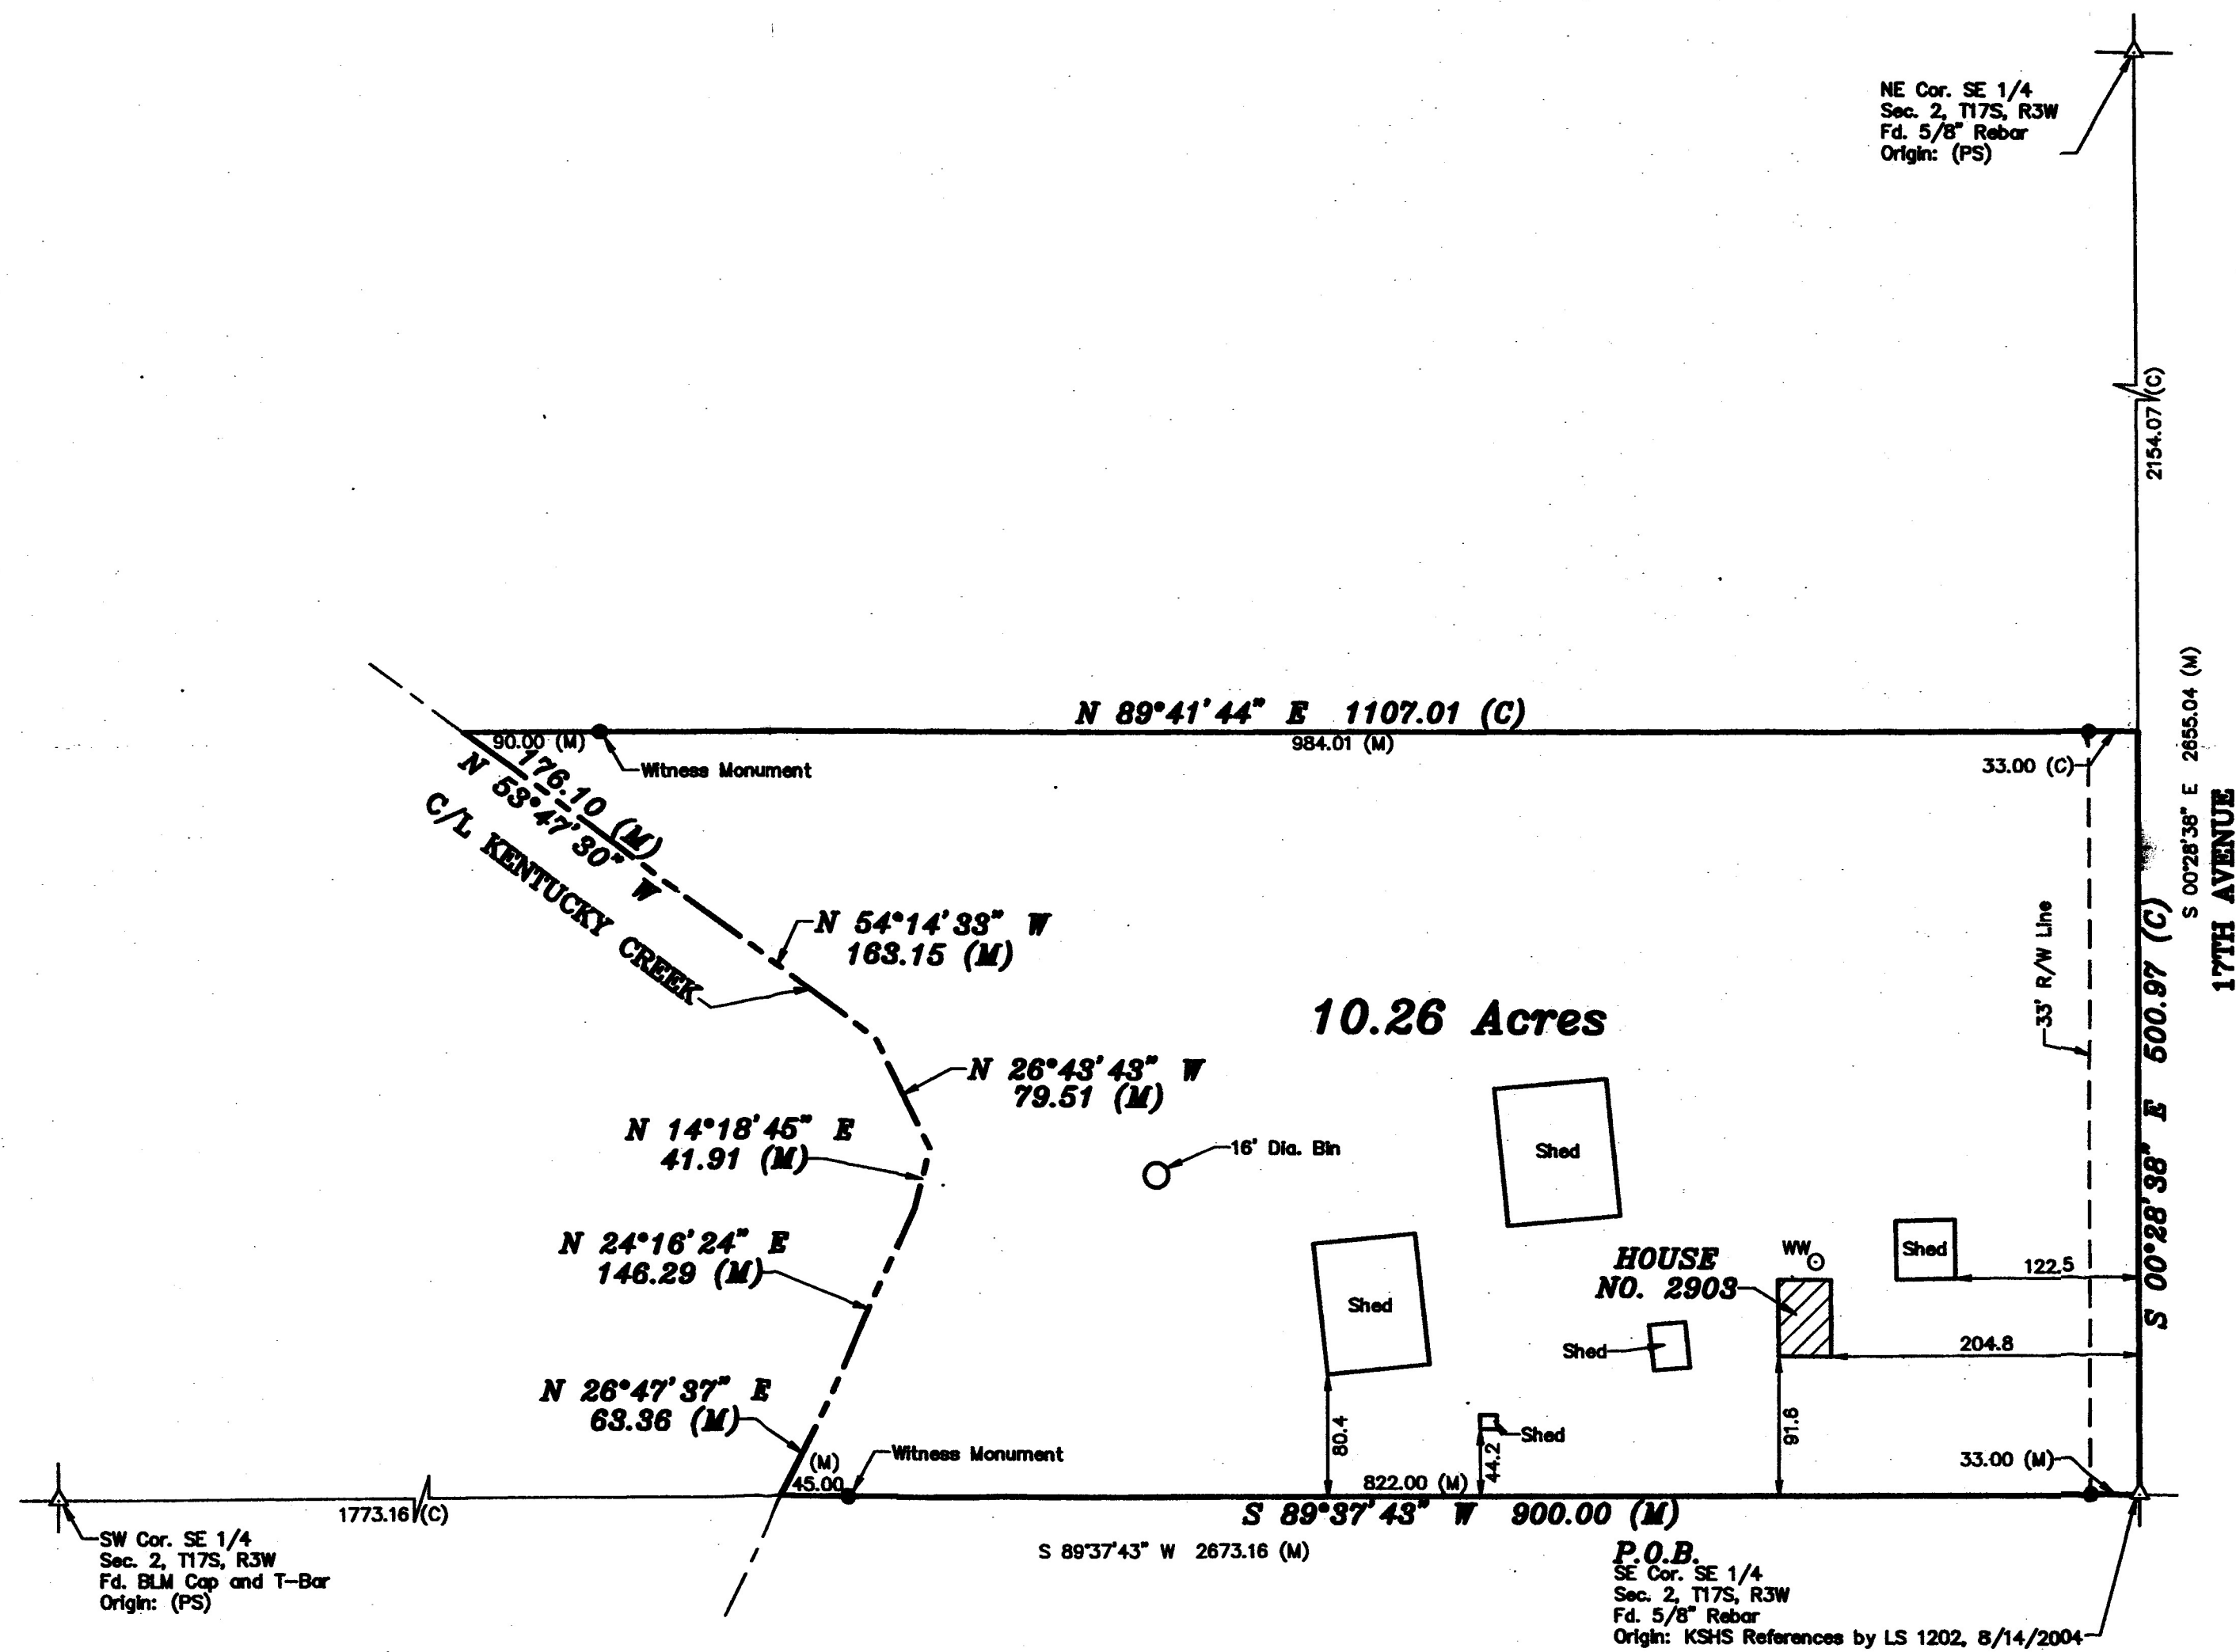 NE Cor. SE 1/4
Sec. 2, T17S, R3W
Fd. 5/8" Rebar
Origin: (PS)
2154.07 (C)
S 00°28'38" E 2655.04 (M)
17TH AVENUE
N 89°41'44" E 1107.01 (C)
90.00 (M)
984.01 (M)
33.00 (C)
Witness Monument
176.10 (M)
N 53°47'30" W
C/L KENTUCKY CREEK
N 54°14'33" W
163.15 (M)
33' R/W Line
S 00°28'38" E 500.97 (C)
10.26 Acres
N 26°43'43" W
79.51 (M)
N 14°18'45" E
41.91 (M)
16' Dia. Bin
Shed
N 24°16'24" E
146.29 (M)
HOUSE
NO. 2903
WW
Shed
122.5
Shed
Shed
204.8
N 26°47'37" E
63.36 (M)
80.4
44.2
Shed
91.6
Witness Monument
(M)
45.00
822.00 (M)
33.00 (M)
1773.16 (C)
S 89°37'43" W 900.00 (M)
S 89°37'43" W 2673.16 (M)
SW Cor. SE 1/4
Sec. 2, T17S, R3W
Fd. BLM Cap and T-Bar
Origin: (PS)
P.O.B.
SE Cor. SE 1/4
Sec. 2, T17S, R3W
Fd. 5/8" Rebar
Origin: KSHS References by LS 1202, 8/14/2004